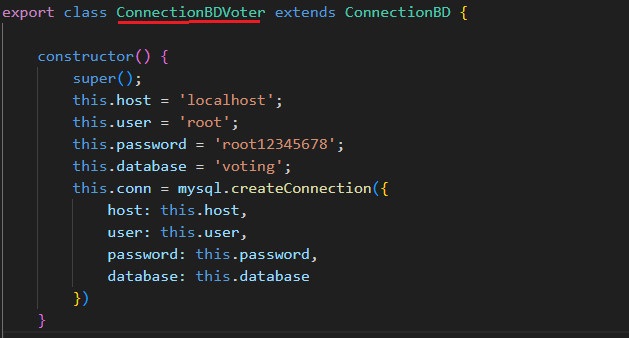 export class ConnectionBDVoter extends ConnectionBD {
constructor() {
super();
this.host = 'localhost';
this.user = 'root';
this.password = 'root12345678';
this.database = 'voting';
this.conn = mysql.createConnection({
host: this.host,
user: this.user,
password: this.password,
database: this.database
})
}